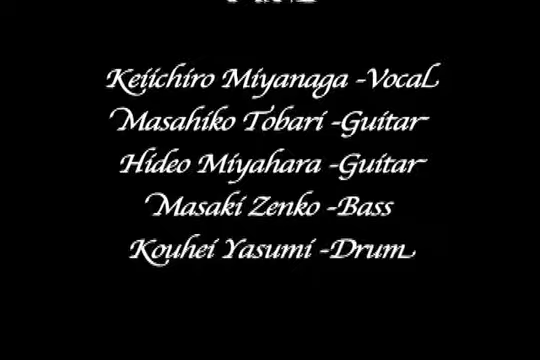 Keiichiro Miyanaga -Vocal
Masahiko Tobari -Guitar
Hideo Miyahara -Guitar
Masaki Zenko -Bass
Kouhei Yasumi -Drum